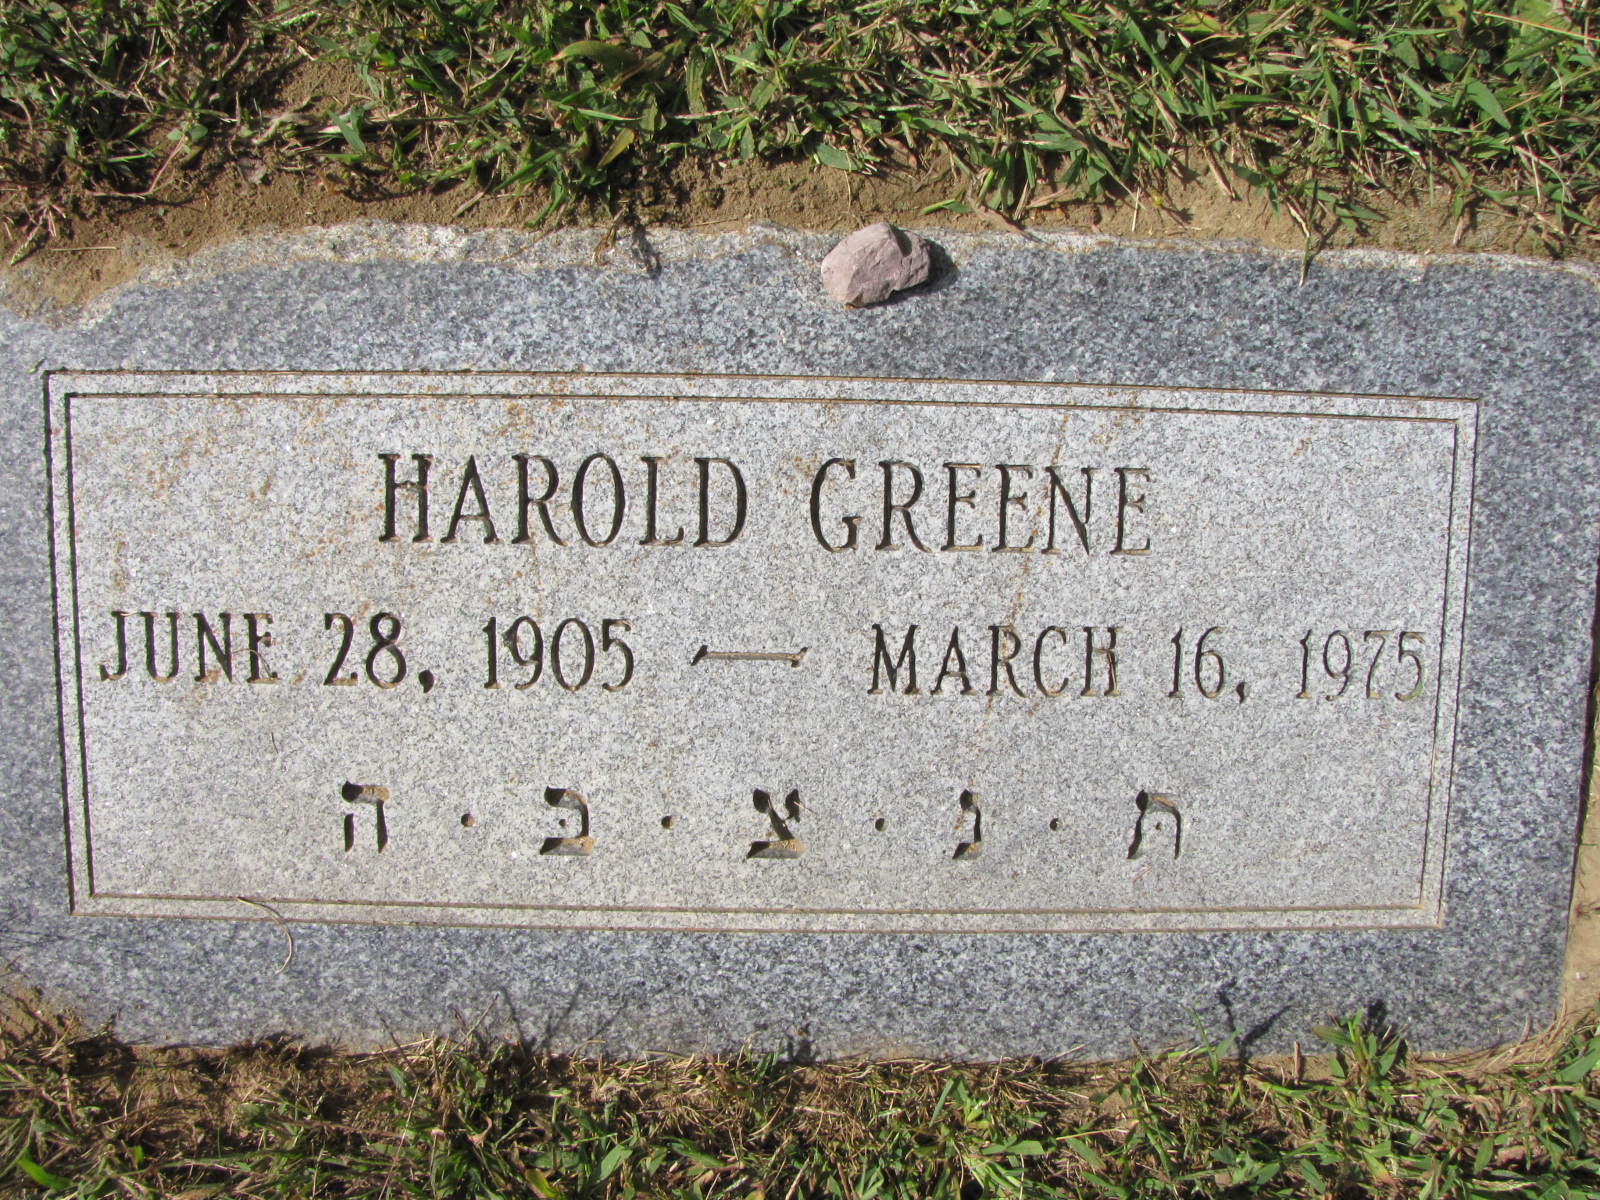 HAROLD GREENE
JUNE 28, 1905 — MARCH 16, 1975
ת · נ · צ · ב · ה